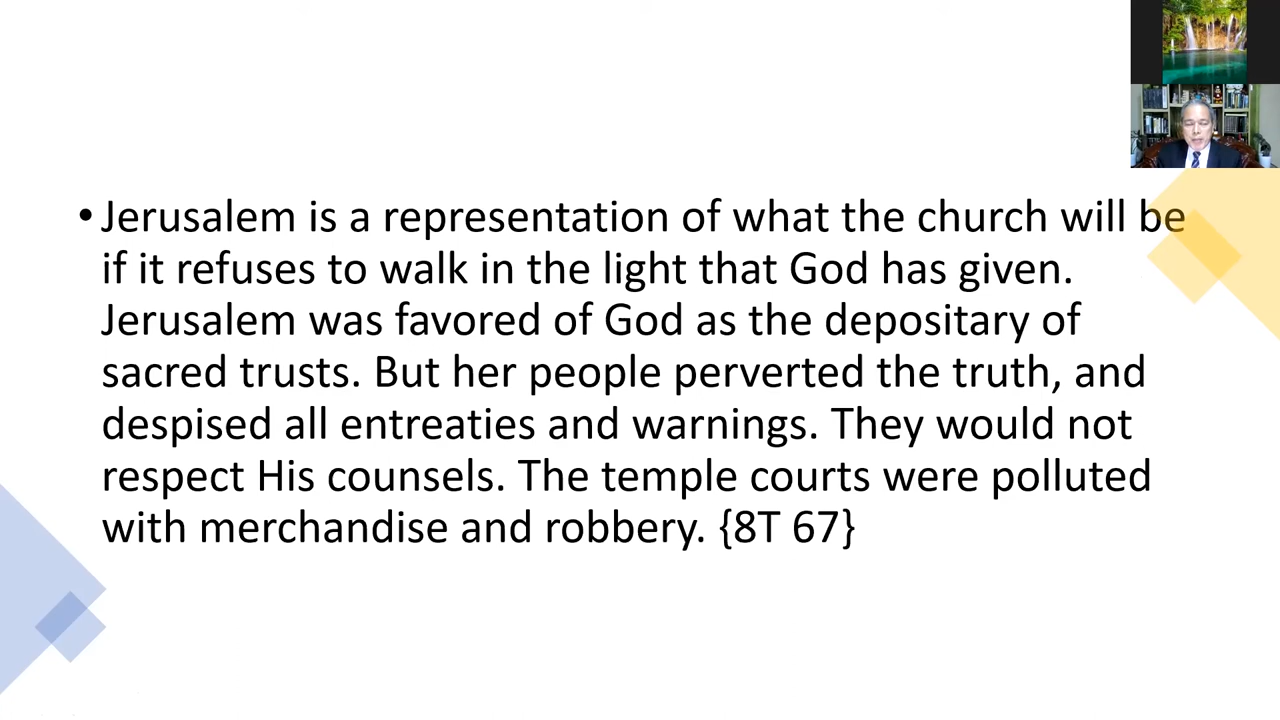 • Jerusalem is a representation of what the church will be
if it refuses to walk in the light that God has given.
Jerusalem was favored of God as the depositary of
sacred trusts. But her people perverted the truth, and
despised all entreaties and warnings. They would not
respect His counsels. The temple courts were polluted
with merchandise and robbery. {8T 67}